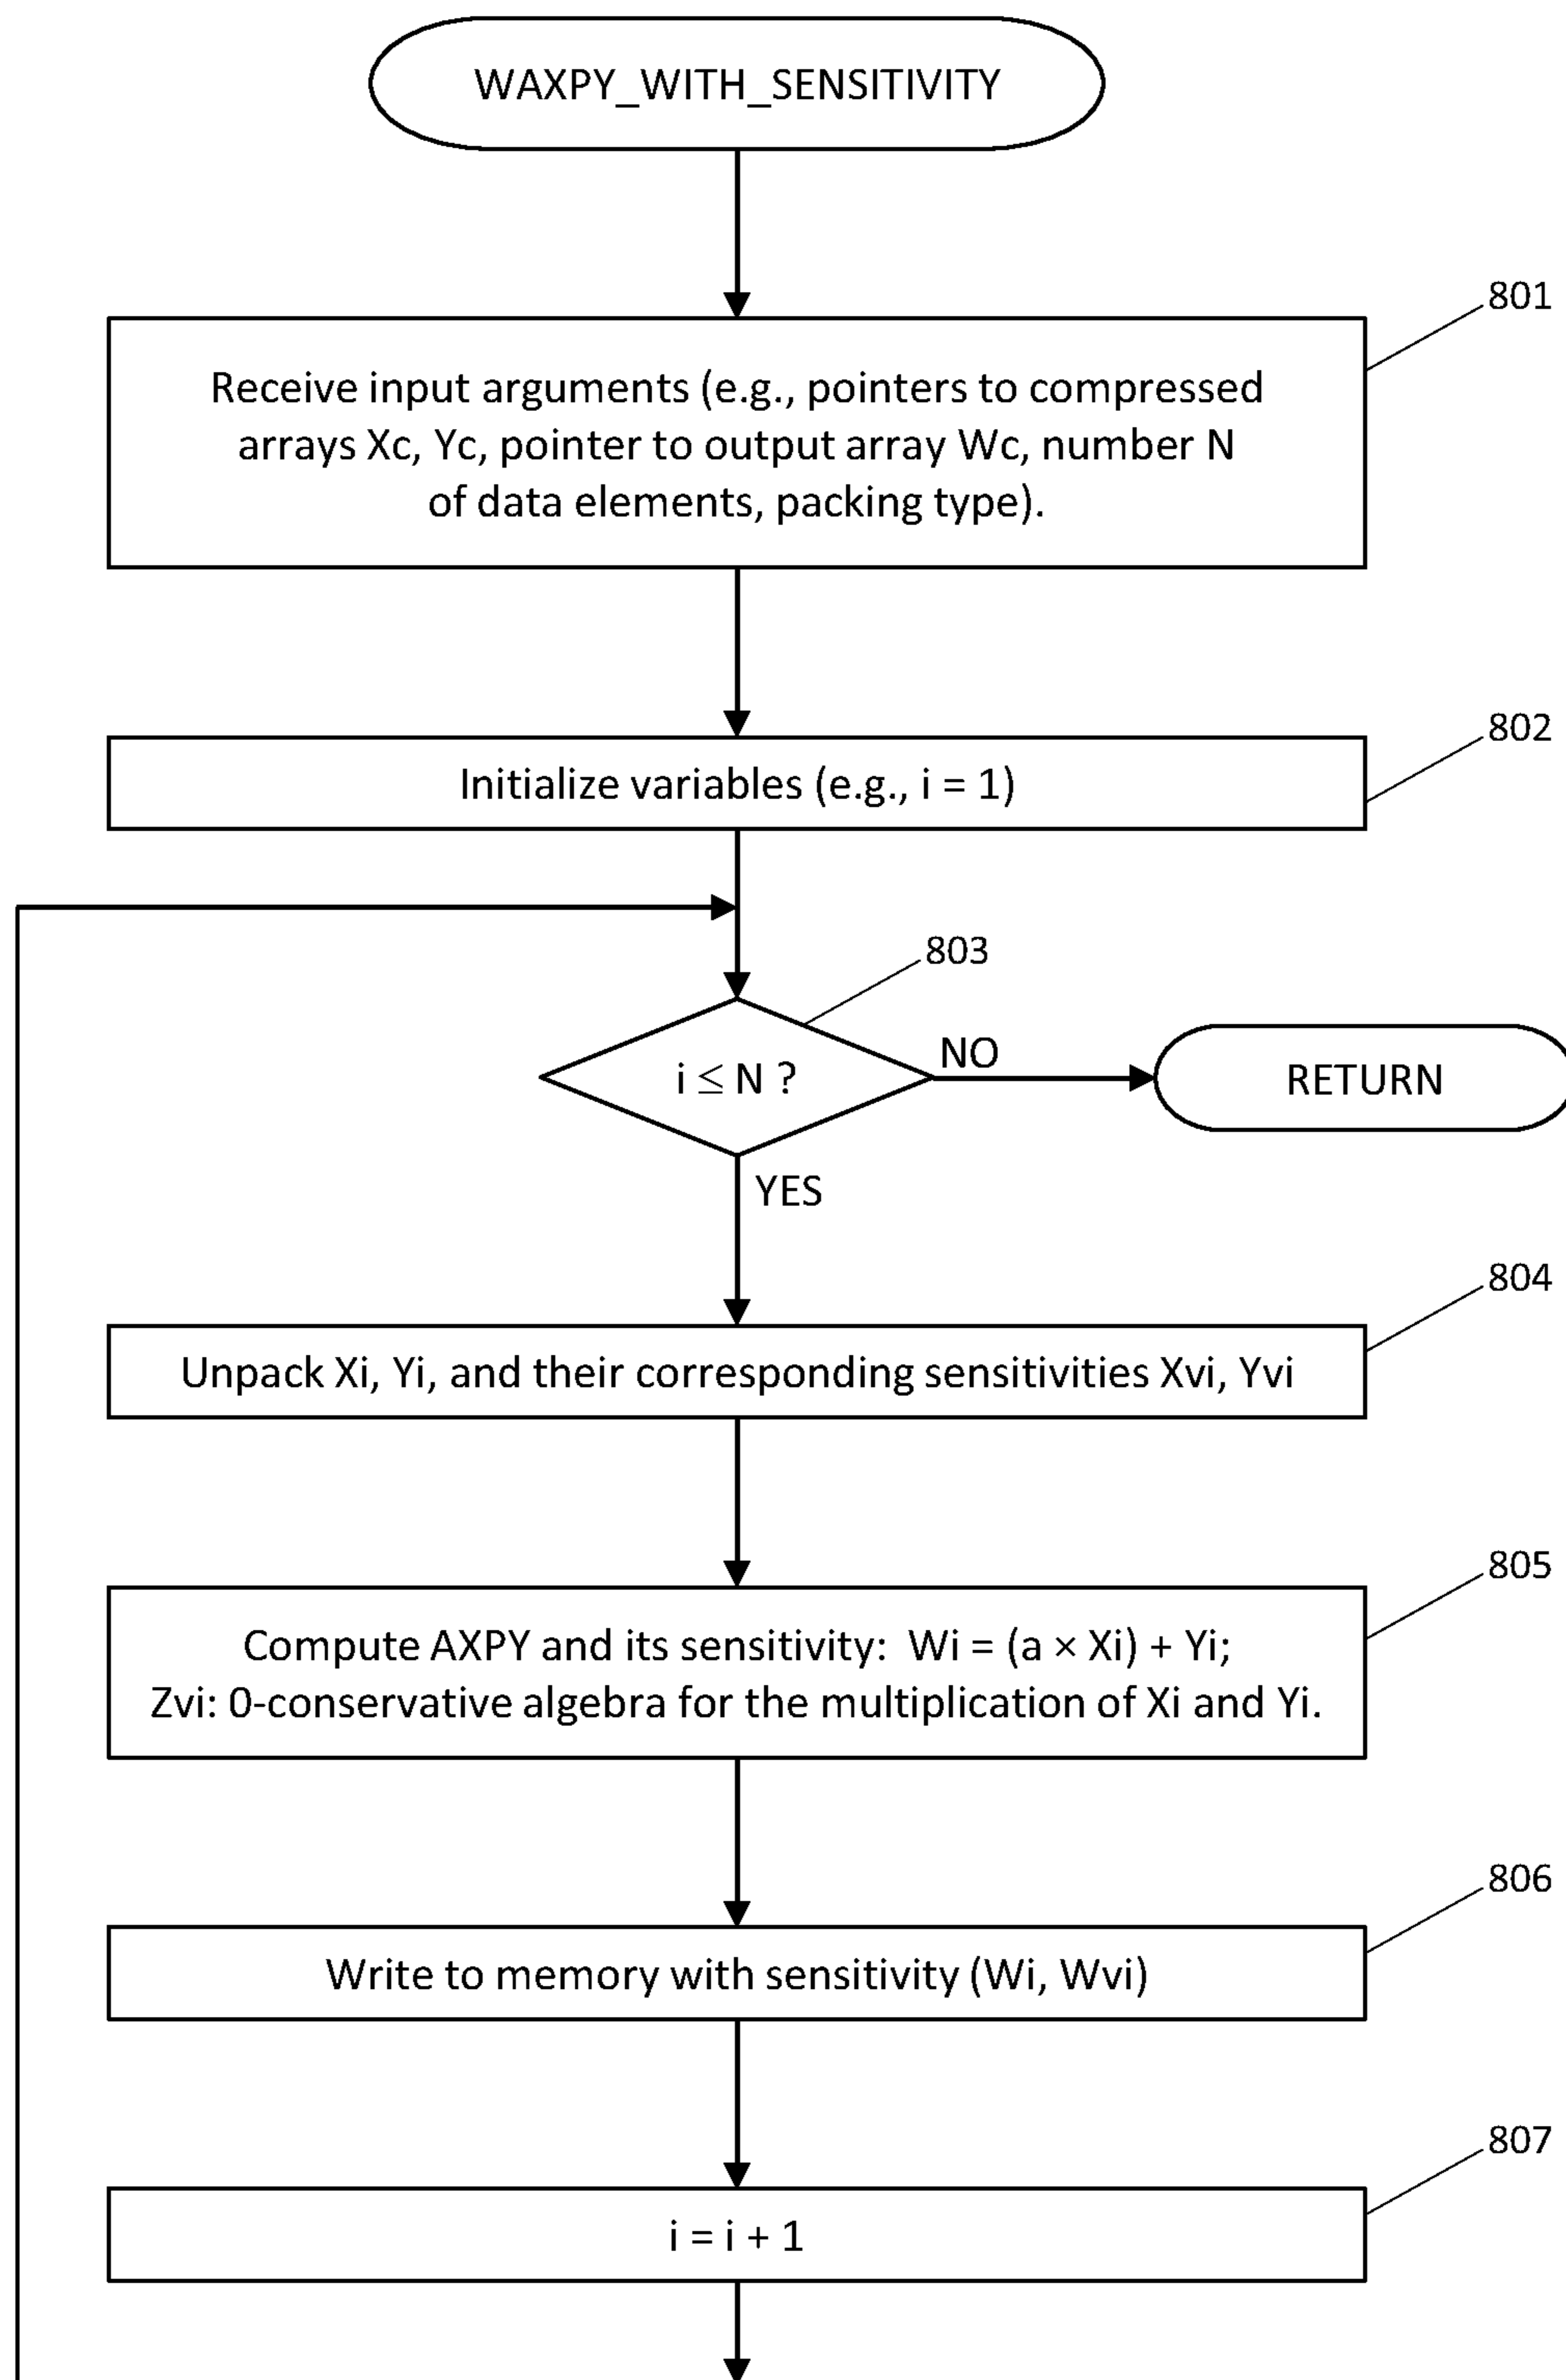 WAXPY_WITH_SENSITIVITY
801
Receive input arguments (e.g., pointers to compressed
arrays Xc, Yc, pointer to output array Wc, number N
of data elements, packing type).
802
Initialize variables (e.g., i = 1)
803
i ≤ N ?
NO
RETURN
YES
804
Unpack Xi, Yi, and their corresponding sensitivities Xvi, Yvi
805
Compute AXPY and its sensitivity: Wi = (a × Xi) + Yi;
Zvi: 0-conservative algebra for the multiplication of Xi and Yi.
806
Write to memory with sensitivity (Wi, Wvi)
807
i = i + 1